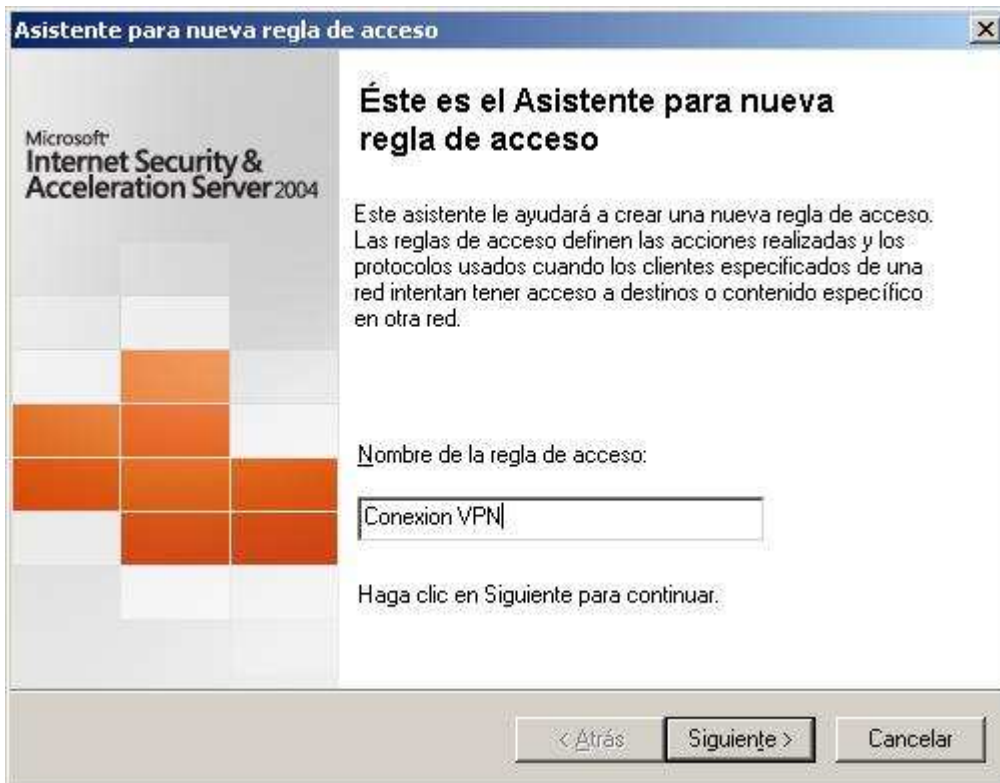 Asistente para nueva regla de acceso
Microsoft
Internet Security &
Acceleration Server 2004
Éste es el Asistente para nueva
regla de acceso
Este asistente le ayudará a crear una nueva regla de acceso.
Las reglas de acceso definen las acciones realizadas y los
protocolos usados cuando los clientes especificados de una
red intentan tener acceso a destinos o contenido específico
en otra red.
Nombre de la regla de acceso:
Conexion VPN
Haga clic en Siguiente para continuar.
< Atrás
Siguiente >
Cancelar